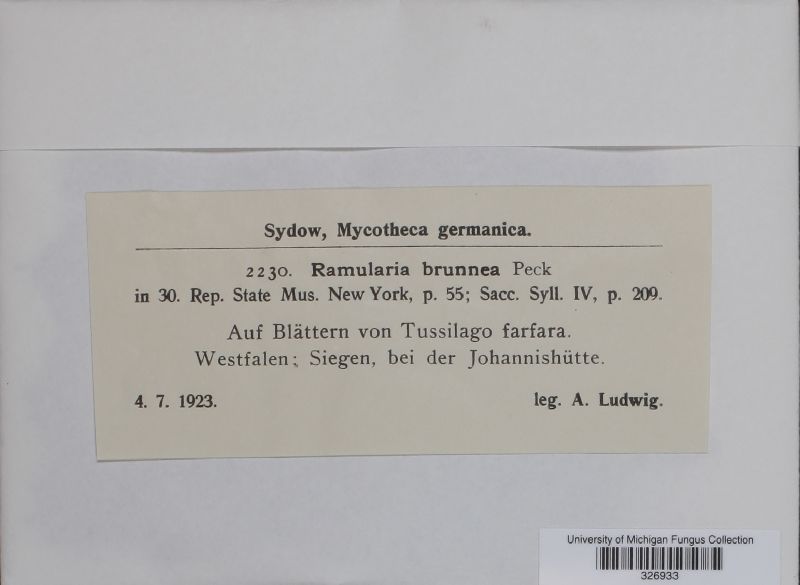 Sydow, Mycotheca germanica.
2230. Ramularia brunnea Peck
in 30. Rep. State Mus. New York, p. 55; Sacc. Syll. IV, p. 209.
Auf Blättern von Tussilago farfara.
Westfalen; Siegen, bei der Johannishütte.
4. 7. 1923. leg. A. Ludwig.
University of Michigan Fungus Collection
326933